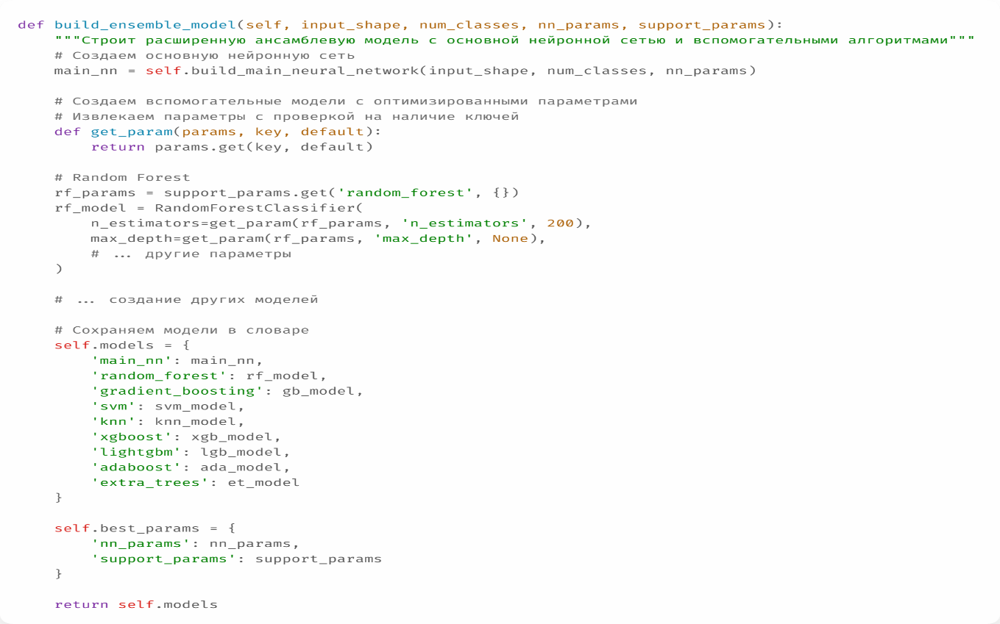 def build_ensemble_model(self, input_shape, num_classes, nn_params, support_params):
    """Строит расширенную ансамблевую модель с основной нейронной сетью и вспомогательными алгоритмами"""
    # Создаем основную нейронную сеть
    main_nn = self.build_main_neural_network(input_shape, num_classes, nn_params)

    # Создаем вспомогательные модели с оптимизированными параметрами
    # Извлекаем параметры с проверкой на наличие ключей
    def get_param(params, key, default):
        return params.get(key, default)

    # Random Forest
    rf_params = support_params.get('random_forest', {})
    rf_model = RandomForestClassifier(
        n_estimators=get_param(rf_params, 'n_estimators', 200),
        max_depth=get_param(rf_params, 'max_depth', None),
        # ... другие параметры
    )

    # ... создание других моделей

    # Сохраняем модели в словаре
    self.models = {
        'main_nn': main_nn,
        'random_forest': rf_model,
        'gradient_boosting': gb_model,
        'svm': svm_model,
        'knn': knn_model,
        'xgboost': xgb_model,
        'lightgbm': lgb_model,
        'adaboost': ada_model,
        'extra_trees': et_model
    }

    self.best_params = {
        'nn_params': nn_params,
        'support_params': support_params
    }

    return self.models